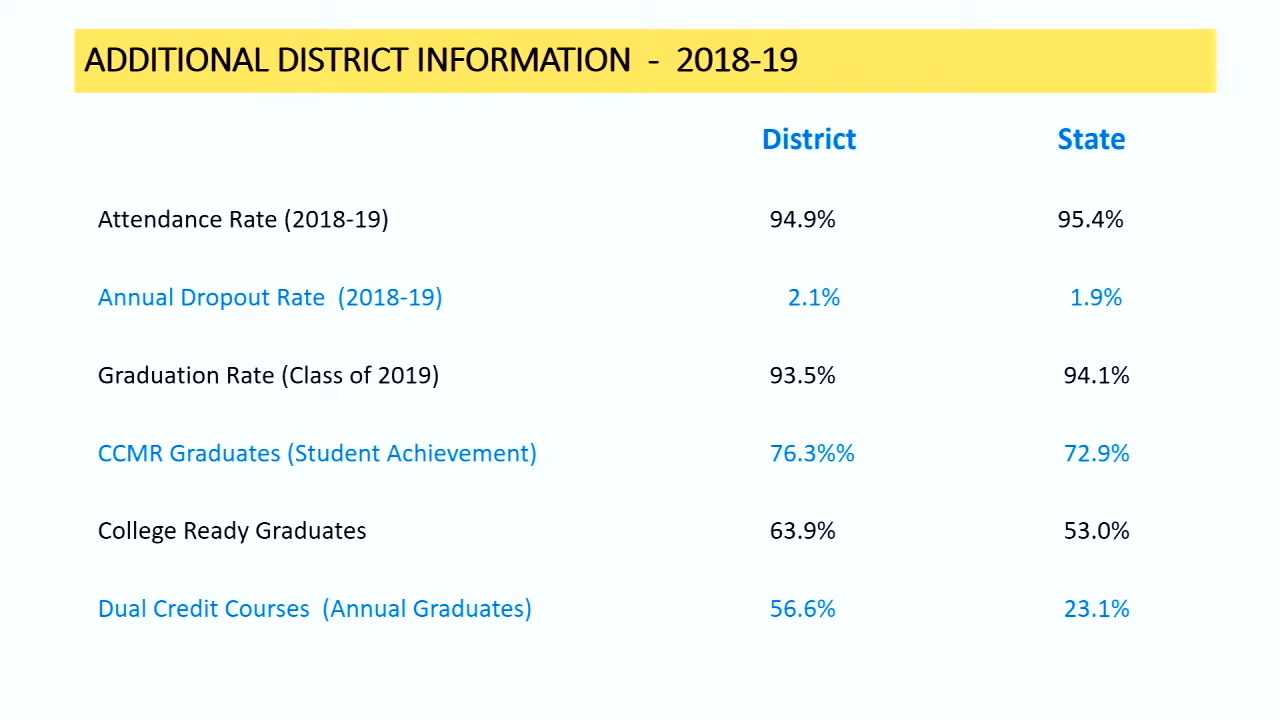 ADDITIONAL DISTRICT INFORMATION - 2018-19
District State
Attendance Rate (2018-19) 94.9% 95.4%
Annual Dropout Rate (2018-19) 2.1% 1.9%
Graduation Rate (Class of 2019) 93.5% 94.1%
CCMR Graduates (Student Achievement) 76.3%% 72.9%
College Ready Graduates 63.9% 53.0%
Dual Credit Courses (Annual Graduates) 56.6% 23.1%